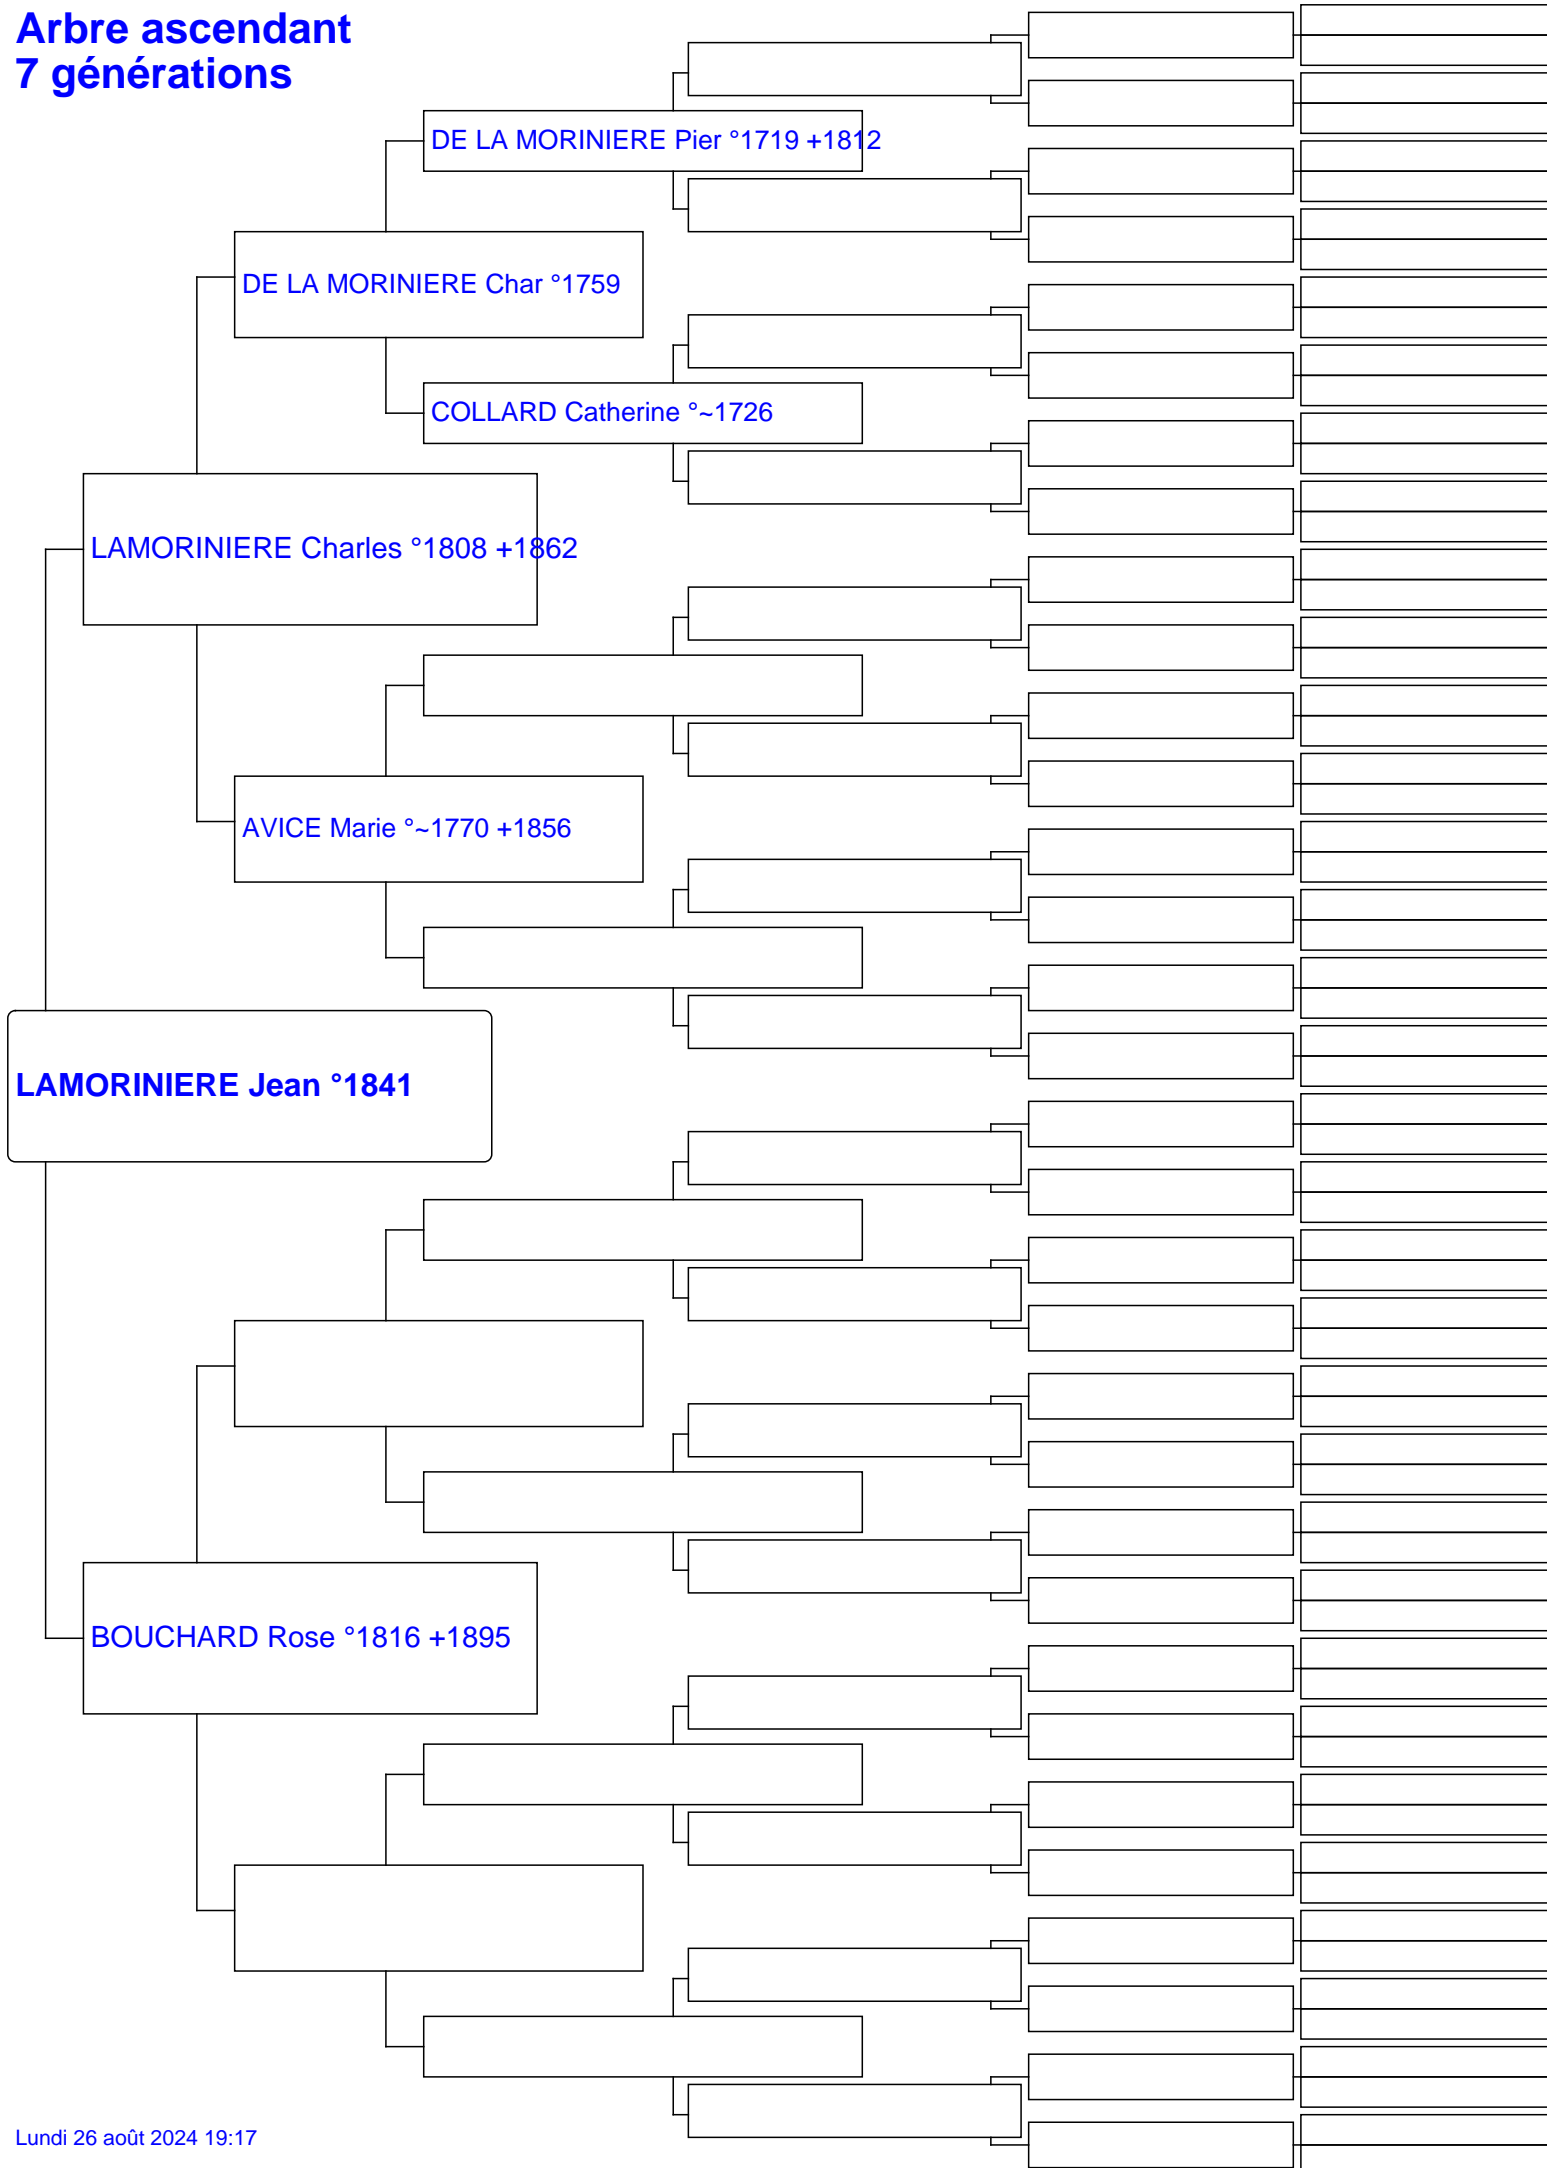 Arbre ascendant
7 générations
DE LA MORINIERE Pier °1719 +1812
DE LA MORINIERE Char °1759
COLLARD Catherine °~1726
LAMORINIERE Charles °1808 +1862
AVICE Marie °~1770 +1856
LAMORINIERE Jean °1841
BOUCHARD Rose °1816 +1895
Lundi 26 août 2024 19:17